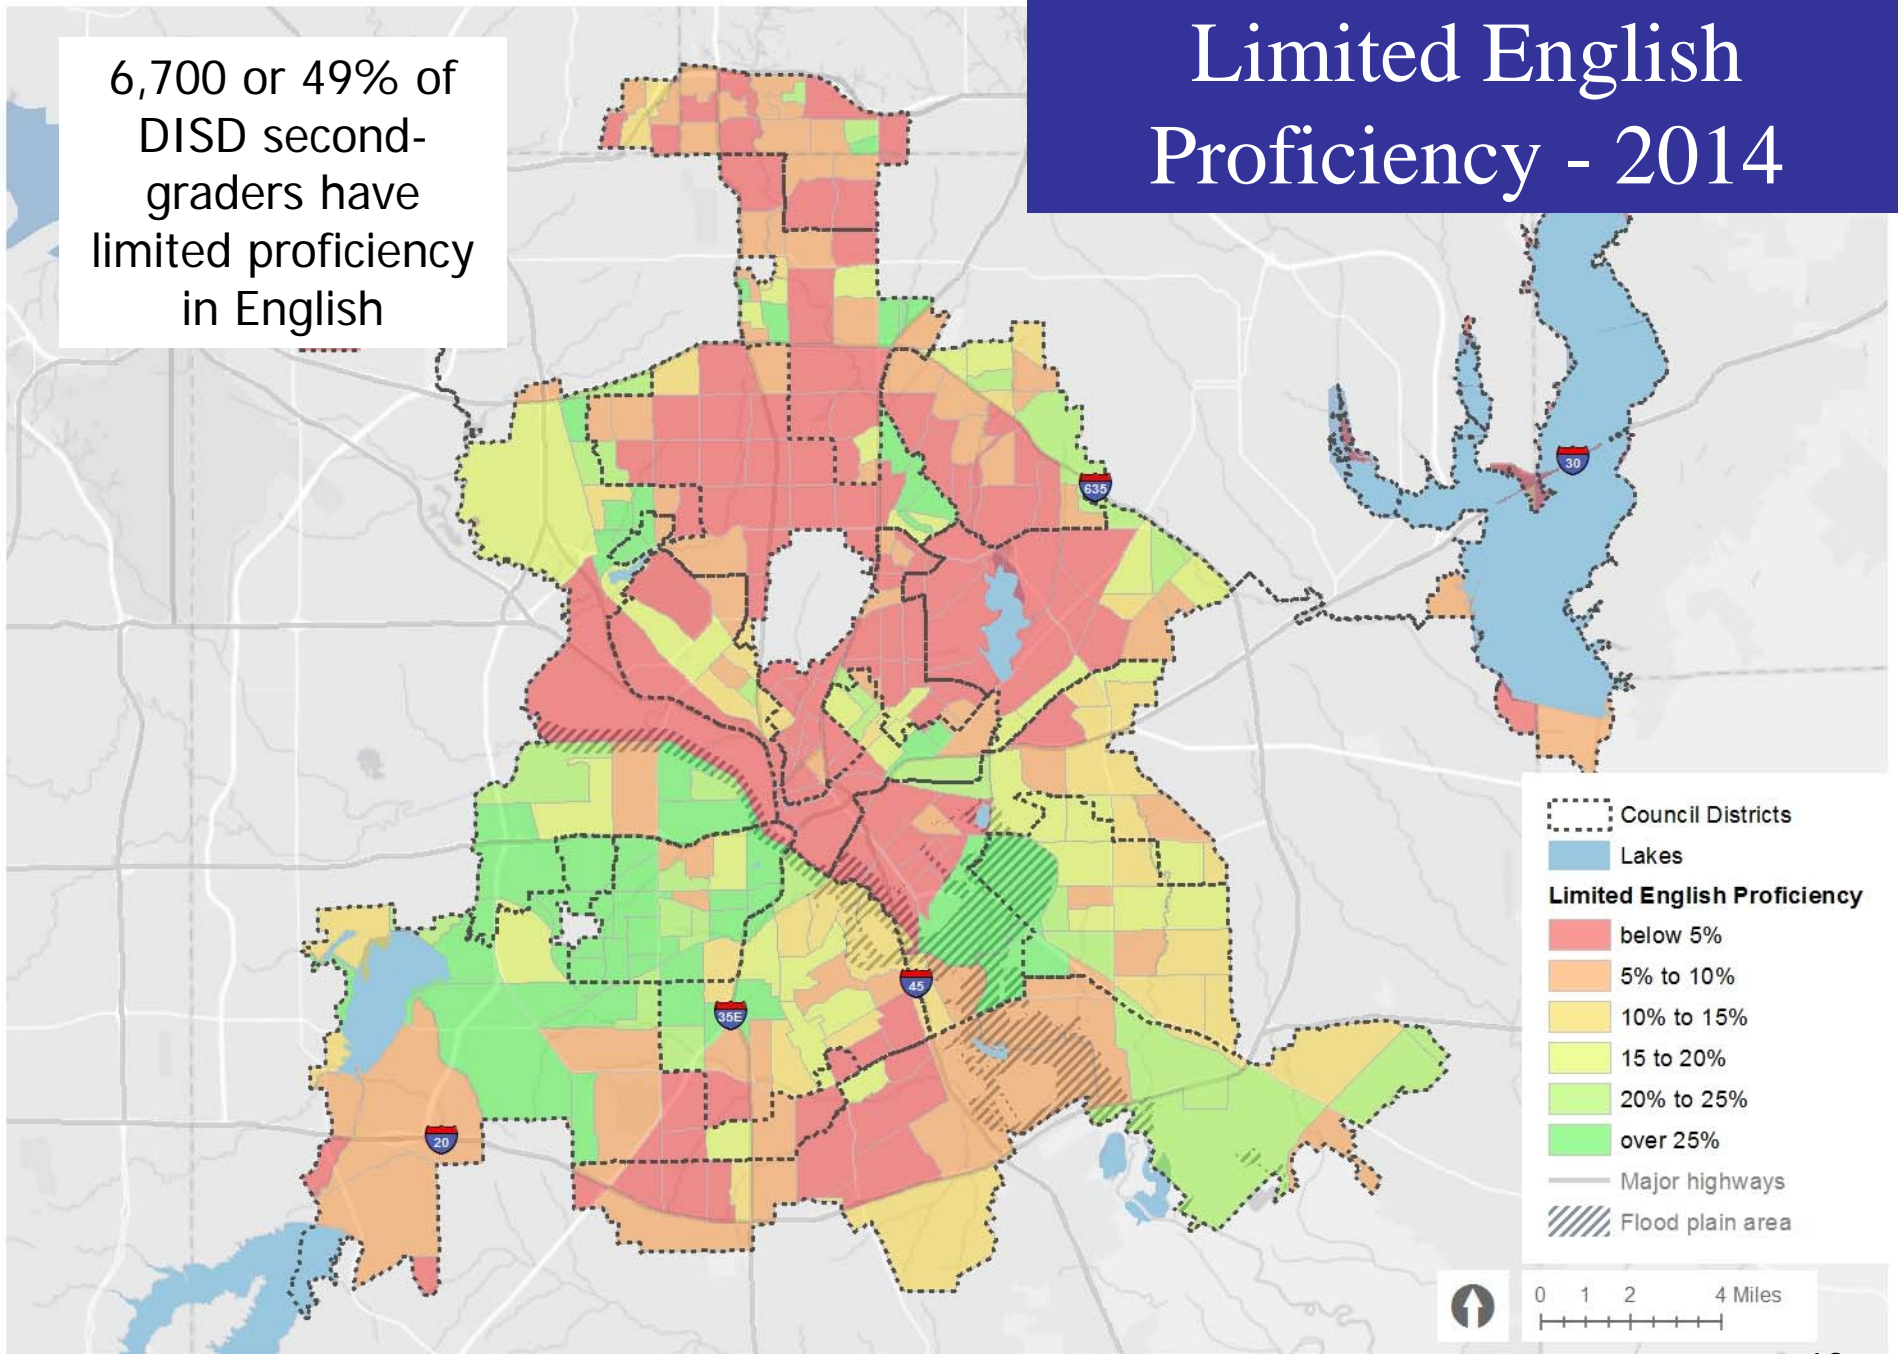 6,700 or 49% of
DISD second-
graders have
limited proficiency
in English
Limited English
Proficiency - 2014
30
635
45
35E
20
Council Districts
Lakes
Limited English Proficiency
below 5%
5% to 10%
10% to 15%
15 to 20%
20% to 25%
over 25%
Major highways
Flood plain area
0 1 2 4 Miles